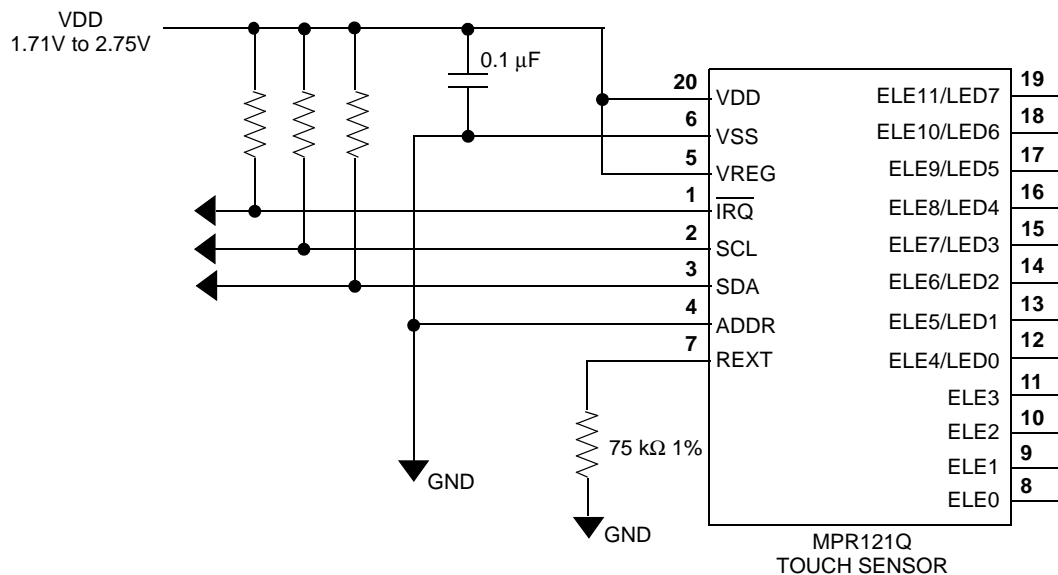 VDD
1.71V to 2.75V
0.1 μF
20
VDD
6
VSS
5
VREG
1
IRQ
2
SCL
3
SDA
4
ADDR
7
REXT
75 kΩ 1%
GND
GND
19
ELE11/LED7
18
ELE10/LED6
17
ELE9/LED5
16
ELE8/LED4
15
ELE7/LED3
14
ELE6/LED2
13
ELE5/LED1
12
ELE4/LED0
11
ELE3
10
ELE2
9
ELE1
8
ELE0
MPR121Q
TOUCH SENSOR